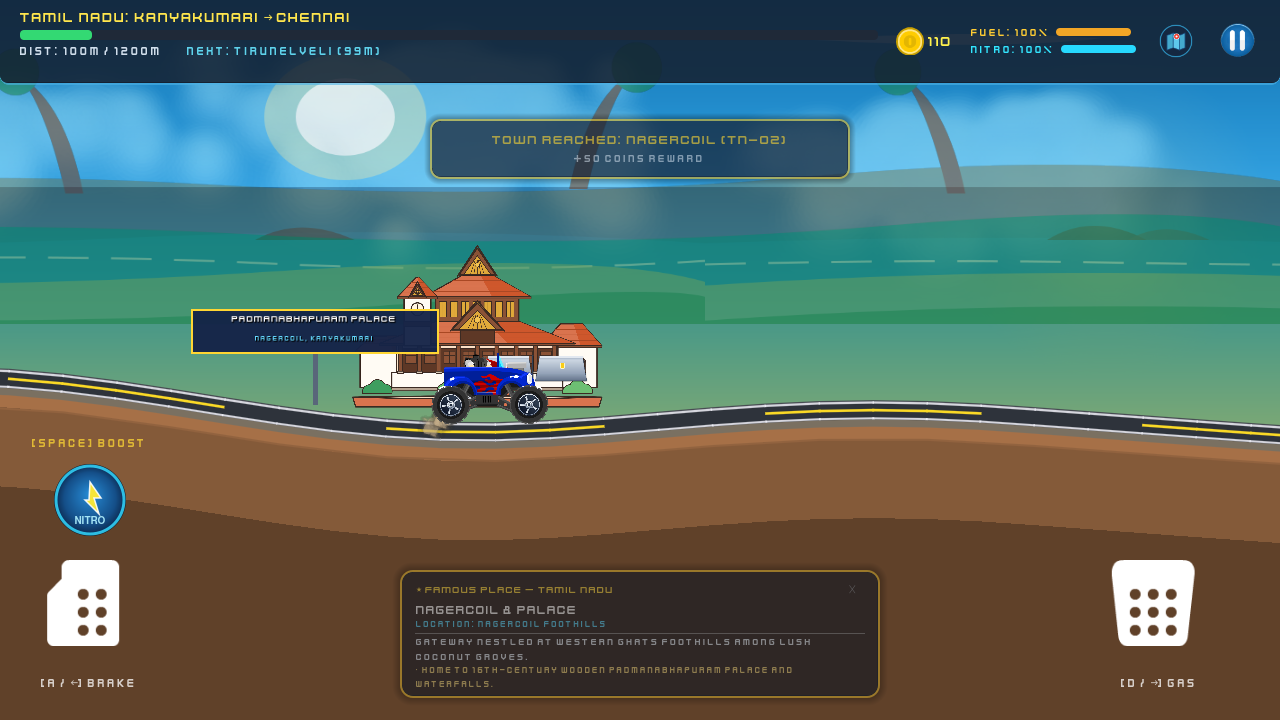 TAMIL NADU: KANYAKUMARI → CHENNAI
DIST: 100M / 1200M NEXT: TIRUNELVELI (99M)
110
FUEL: 100%
NITRO: 100%
TOWN REACHED: NAGERCOIL (TN-02)
+50 COINS REWARD
PADMANABHAPURAM PALACE
NAGERCOIL, KANYAKUMARI
[SPACE] BOOST
NITRO
[A / ←] BRAKE
[D / →] GAS
★ FAMOUS PLACE — TAMIL NADU X
NAGERCOIL & PALACE
LOCATION: NAGERCOIL FOOTHILLS
GATEWAY NESTLED AT WESTERN GHATS FOOTHILLS AMONG LUSH
COCONUT GROVES.
· HOME TO 16TH-CENTURY WOODEN PADMANABHAPURAM PALACE AND
WATERFALLS.